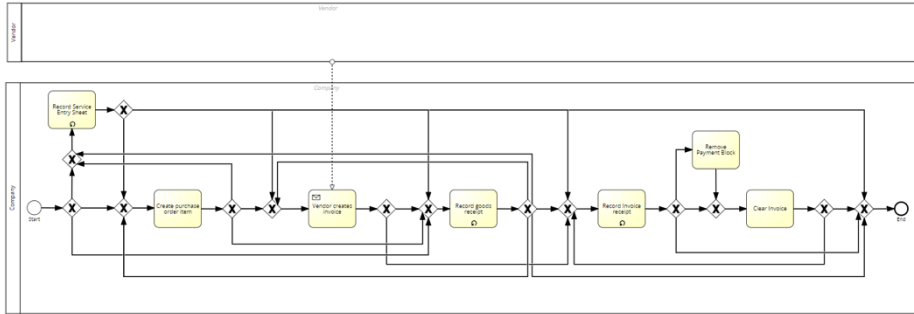 Vendor
Vendor
Company
Company
Record Service
Entry Sheet
Remove
Payment Block
Create purchase
order item
Vendor created
invoice
Record goods
receipt
Record Invoice
receipt
Clear Invoice
Start
End